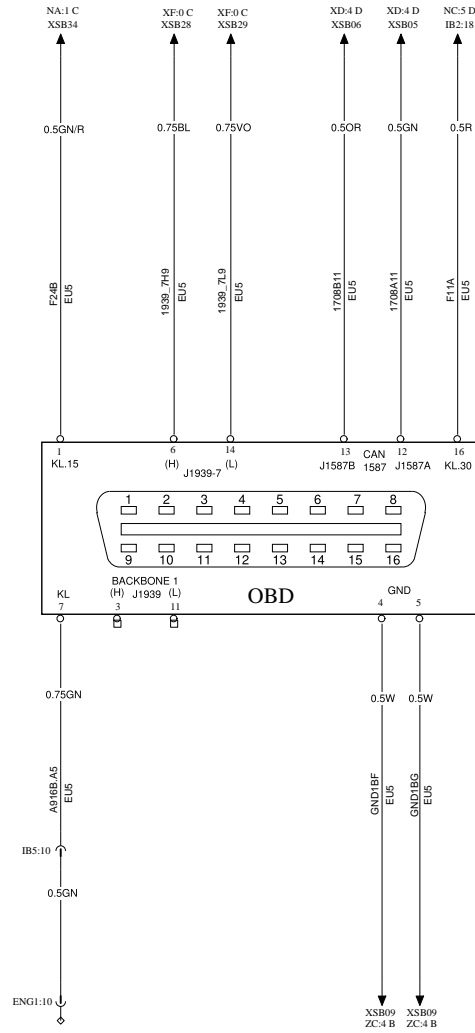 NA:1 C XF:0 C XF:0 C XD:4 D XD:4 D NC:5 D
XSB34 XSB28 XSB29 XSB06 XSB05 IB2:18
0.5GN/R 0.75BL 0.75VO 0.5OR 0.5GN 0.5R
F24B 1939_7H9 1939_7L9 1708B11 1708A11 F11A
EU5 EU5 EU5 EU5 EU5 EU5
1 6 14 13 12 16
KL.15 (H) J1939-7 (L) J1587B CAN 1587 J1587A KL.30
1 2 3 4 5 6 7 8
9 10 11 12 13 14 15 16
BACKBONE 1
KL (H) J1939 (L) OBD GND
7 3 11 4 5
0.75GN 0.5W 0.5W
A916B.A5 GND1BF GND1BG
EU5 EU5 EU5
IB5:10
0.5GN
ENG1:10
XSB09 XSB09
ZC:4 B ZC:4 B